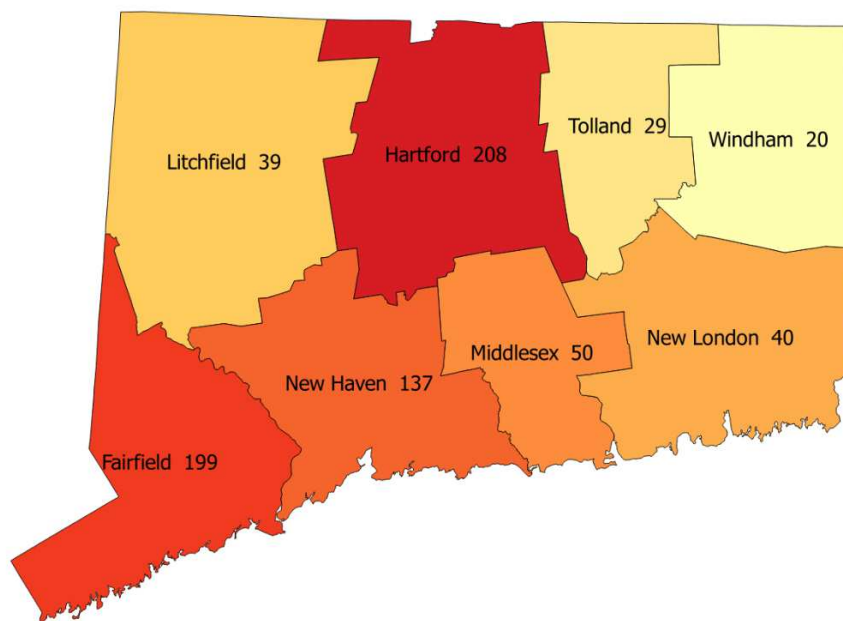 Tolland 29
Windham 20
Litchfield 39
Hartford 208
New London 40
Middlesex 50
New Haven 137
Fairfield 199